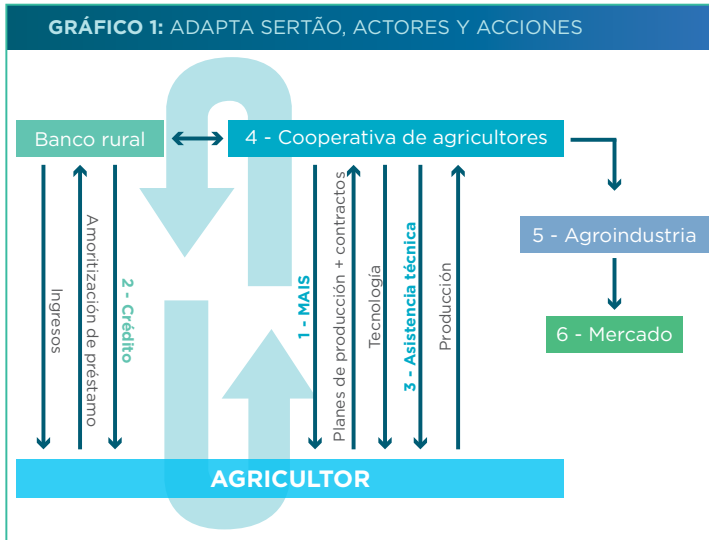 GRÁFICO 1: ADAPTA SERTÃO, ACTORES Y ACCIONES
Banco rural
4 - Cooperativa de agricultores
5 - Agroindustria
6 - Mercado
Ingresos
Amoritización de préstamo
2 - Crédito
1 - MAIS
Planes de producción + contractos
Tecnología
3 - Asistencia técnica
Producción
AGRICULTOR